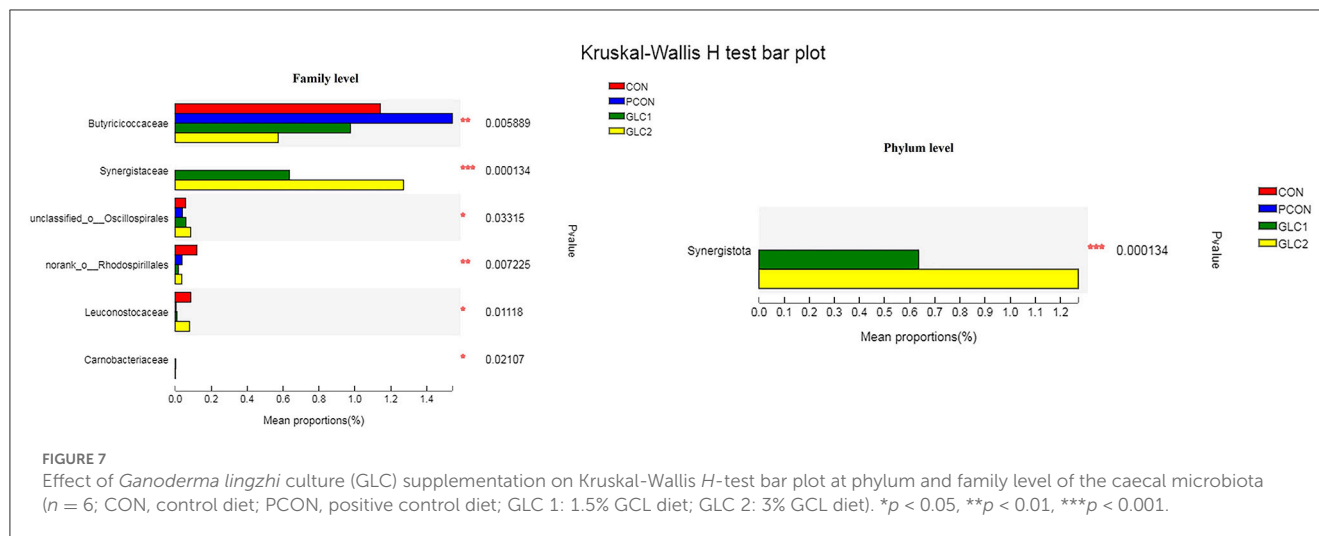 Kruskal-Wallis H test bar plot
Family level
CON
PCON
GLC1
GLC2
Butyricicoccaceae
** 0.005889
Synergistaceae
*** 0.000134
unclassified_o__Oscillospirales
* 0.03315
norank_o__Rhodospirillales
** 0.007225
Leuconostocaceae
* 0.01118
Carnobacteriaceae
* 0.02107
Pvalue
0.0 0.2 0.4 0.6 0.8 1.0 1.2 1.4
Mean proportions(%)
Phylum level
CON
PCON
GLC1
GLC2
Synergistota
*** 0.000134
Pvalue
0.0 0.1 0.2 0.3 0.4 0.5 0.6 0.7 0.8 0.9 1.0 1.1 1.2
Mean proportions(%)
FIGURE 7
Effect of Ganoderma lingzhi culture (GLC) supplementation on Kruskal-Wallis H-test bar plot at phylum and family level of the caecal microbiota
(n = 6; CON, control diet; PCON, positive control diet; GLC 1: 1.5% GCL diet; GLC 2: 3% GCL diet). *p < 0.05, **p < 0.01, ***p < 0.001.